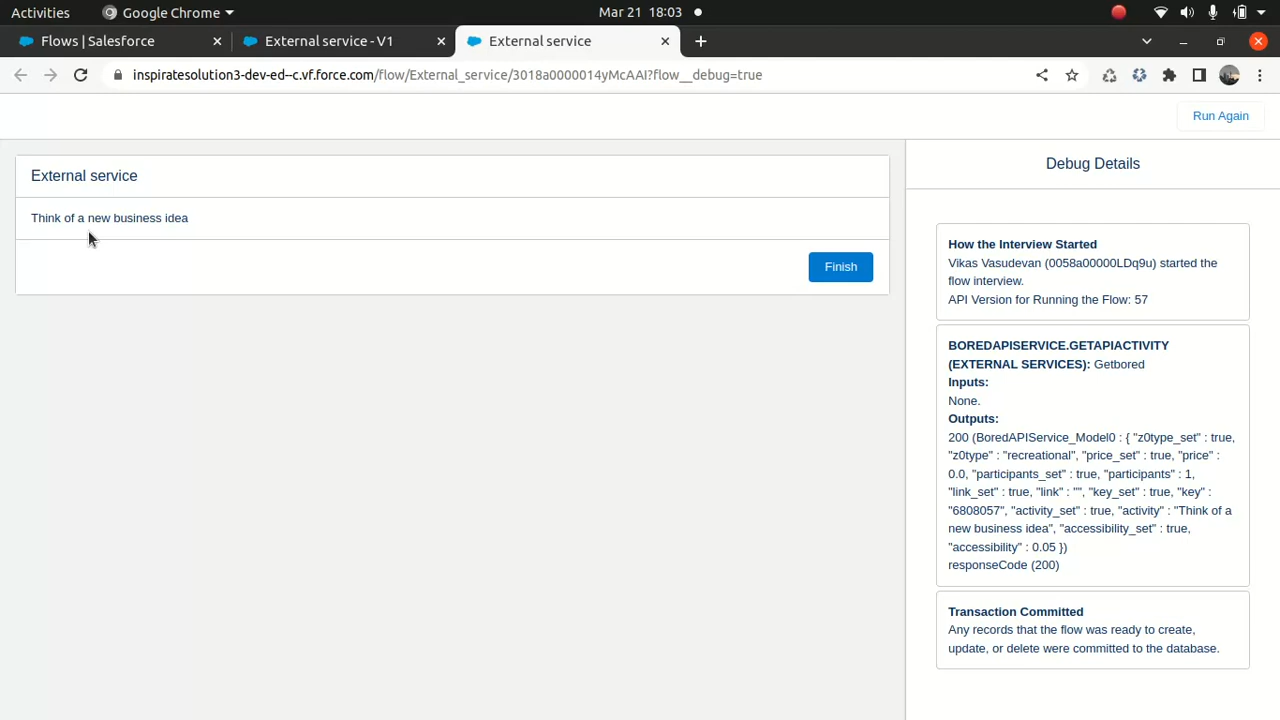 Activities
Google Chrome
Mar 21 18:03
Flows | Salesforce
External service - V1
External service
inspiratesolution3-dev-ed--c.vf.force.com/flow/External_service/3018a0000014yMcAAI?flow__debug=true
Run Again
External service
Think of a new business idea
Finish
Debug Details
How the Interview Started
Vikas Vasudevan (0058a00000LDq9u) started the
flow interview.
API Version for Running the Flow: 57
BOREDAPISERVICE.GETAPIACTIVITY
(EXTERNAL SERVICES): Getbored
Inputs:
None.
Outputs:
200 (BoredAPIService_Model0 : { "z0type_set" : true,
"z0type" : "recreational", "price_set" : true, "price" :
0.0, "participants_set" : true, "participants" : 1,
"link_set" : true, "link" : "", "key_set" : true, "key" :
"6808057", "activity_set" : true, "activity" : "Think of a
new business idea", "accessibility_set" : true,
"accessibility" : 0.05 })
responseCode (200)
Transaction Committed
Any records that the flow was ready to create,
update, or delete were committed to the database.